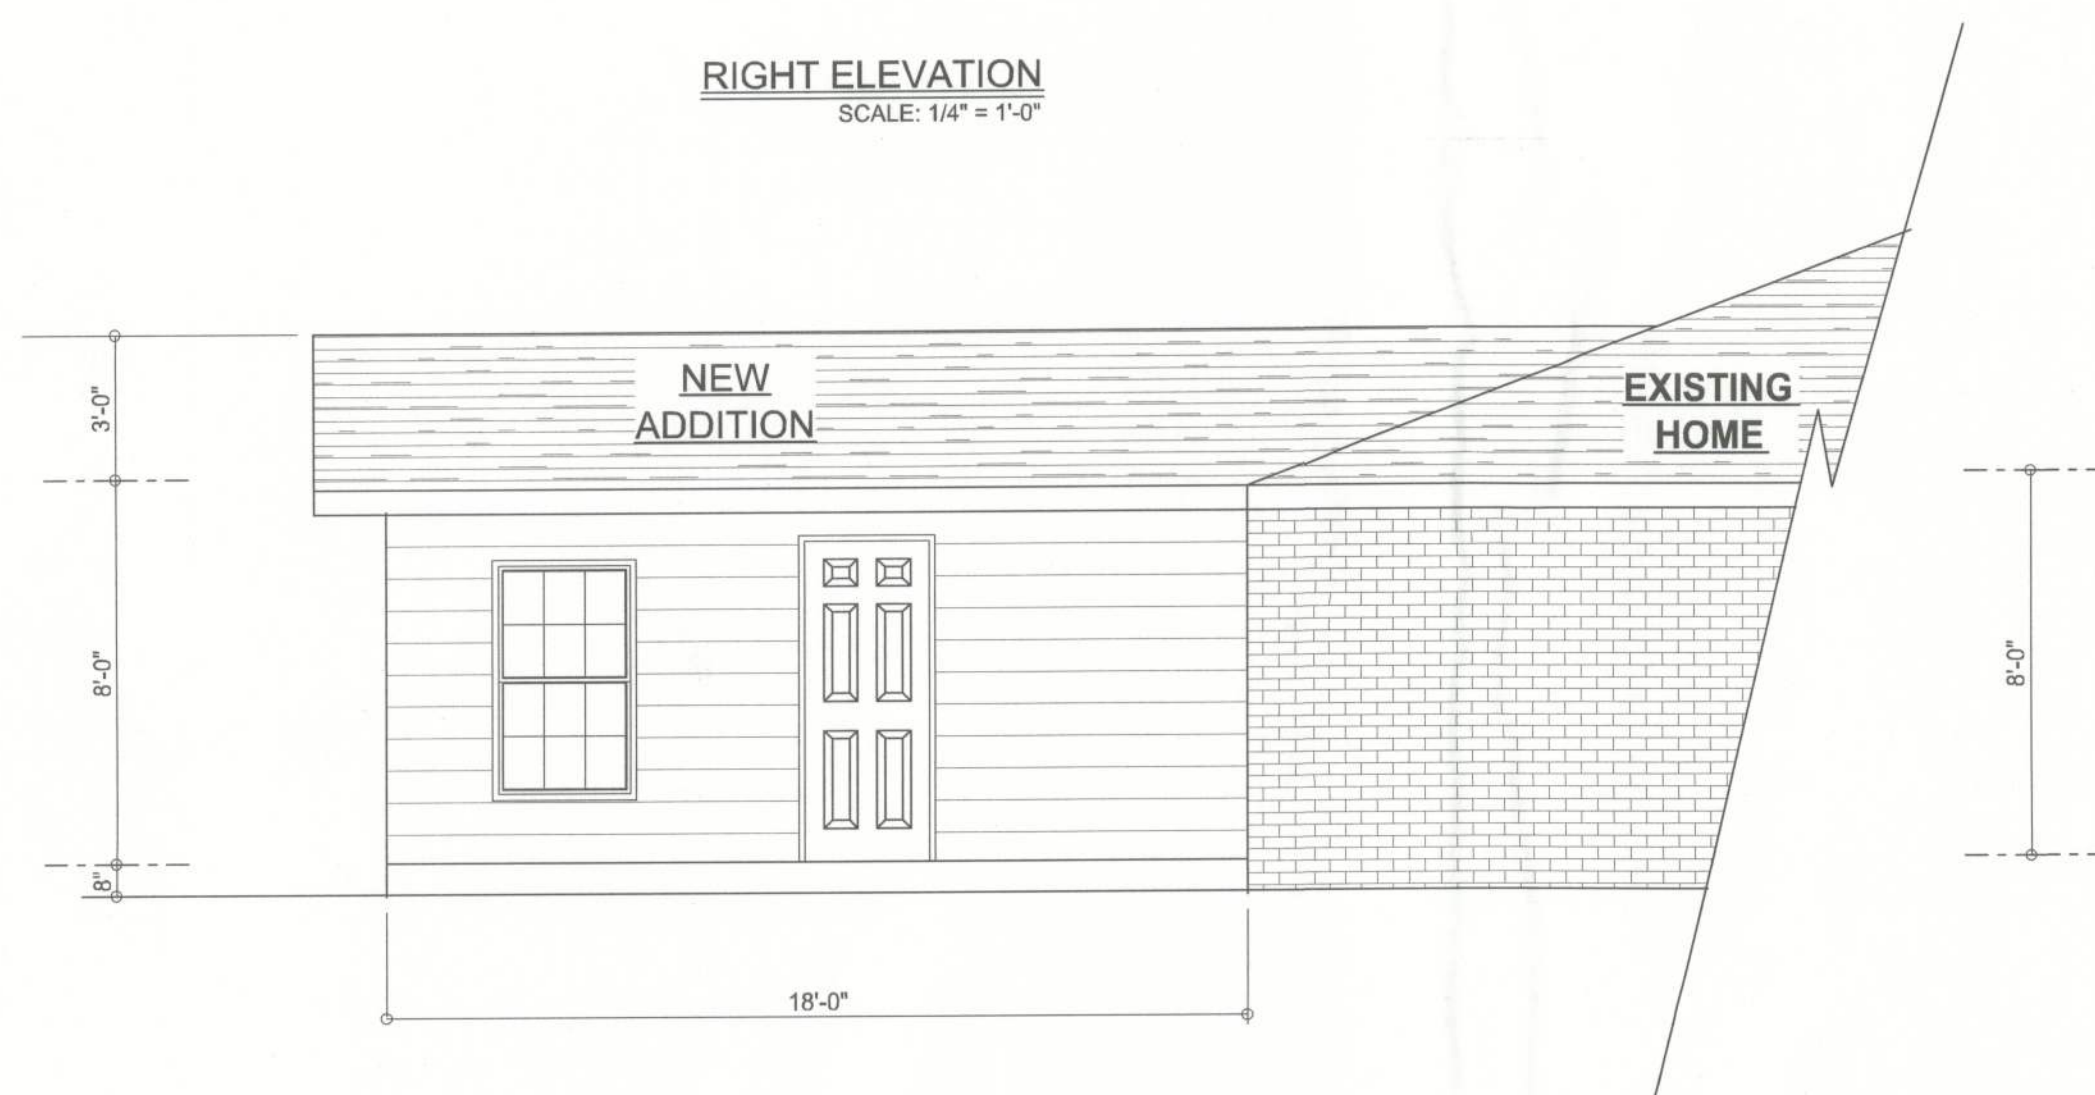 RIGHT ELEVATION
SCALE: 1/4" = 1'-0"
NEW
ADDITION
EXISTING
HOME
3'-0"
8'-0"
8"
8'-0"
18'-0"